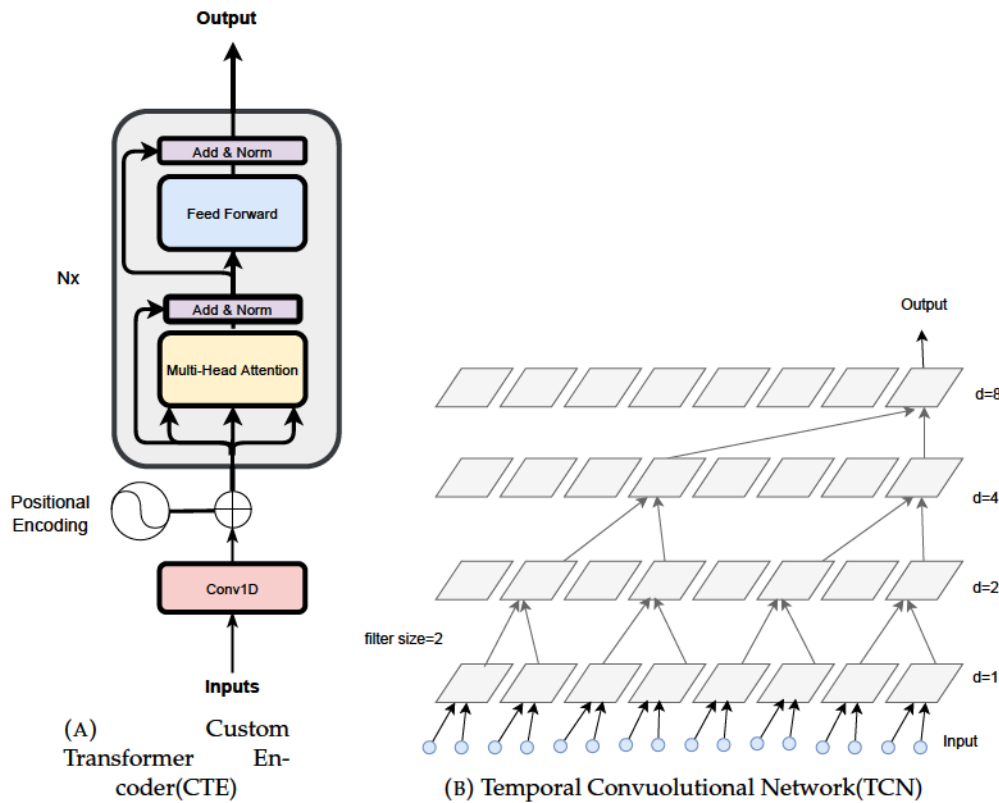 Output
Add & Norm
Feed Forward
Nx
Add & Norm
Multi-Head Attention
Positional
Encoding
Conv1D
Inputs
(A) Custom
Transformer En-
coder(CTE)
Output
d=8
d=4
d=2
filter size=2
d=1
Input
(B) Temporal Convuolutional Network(TCN)